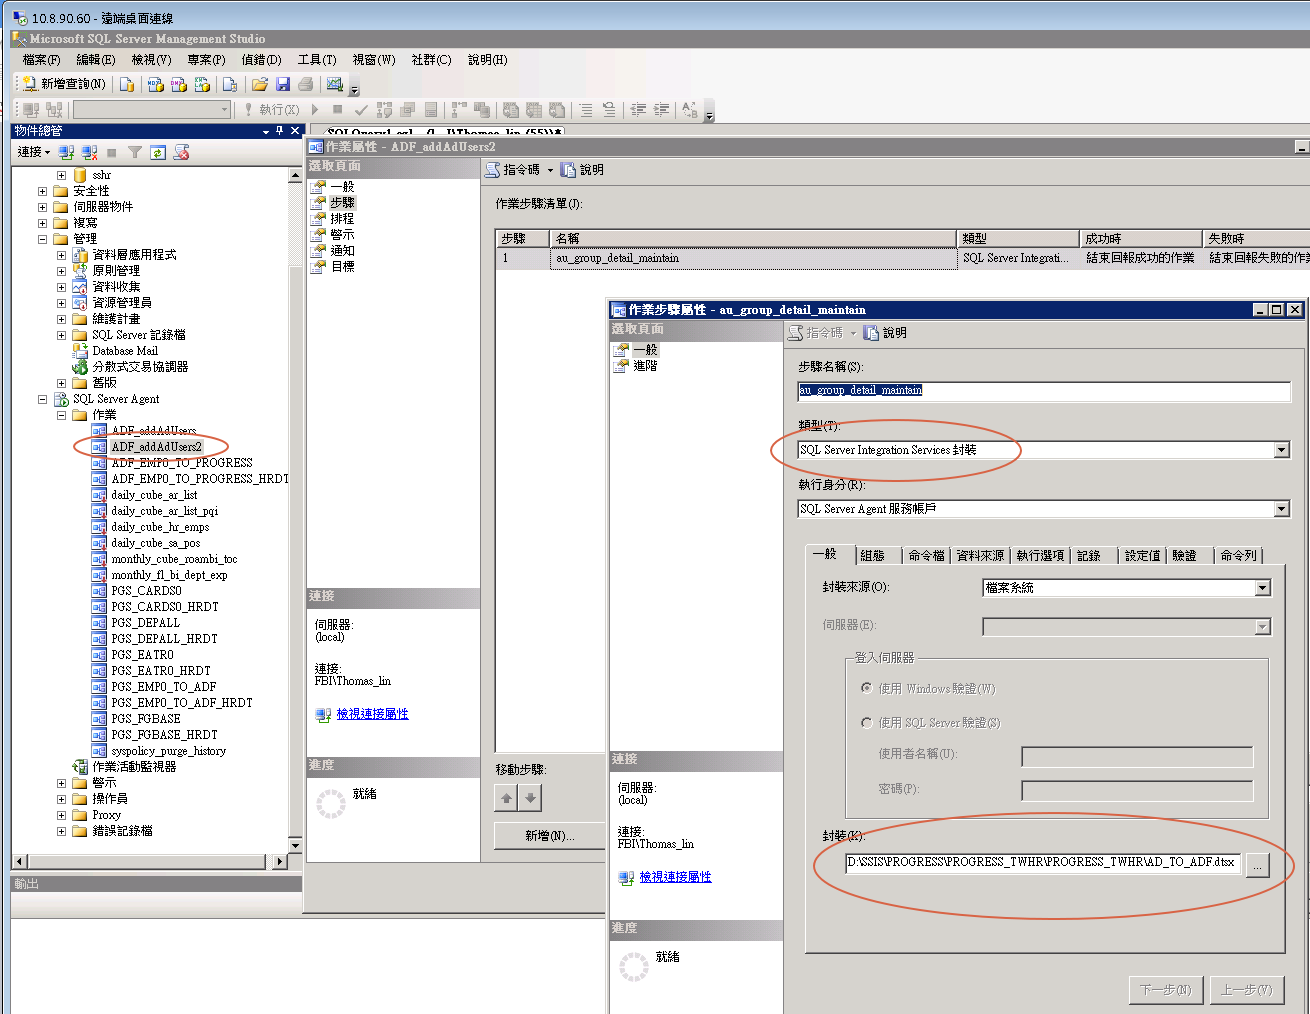 10.8.90.60 - 遠端桌面連線
Microsoft SQL Server Management Studio
檔案(F) 編輯(E) 檢視(V) 專案(P) 偵錯(D) 工具(T) 視窗(W) 社群(C) 說明(H)
新增查詢(N)
執行(X)
物件總管
連接
sshr
安全性
伺服器物件
複寫
管理
資料層應用程式
原則管理
資料收集
資源管理員
維護計畫
SQL Server 記錄檔
Database Mail
分散式交易協調器
舊版
SQL Server Agent
作業
ADF_addAdUsers
ADF_addAdUsers2
ADF_EMP0_TO_PROGRESS
ADF_EMP0_TO_PROGRESS_HRDT
daily_cube_ar_list
daily_cube_ar_list_pqi
daily_cube_hr_emps
daily_cube_sa_pos
monthly_cube_roambi_toc
monthly_fl_bi_dept_exp
PGS_CARDS0
PGS_CARDS0_HRDT
PGS_DEPALL
PGS_DEPALL_HRDT
PGS_EATR0
PGS_EATR0_HRDT
PGS_EMP0_TO_ADF
PGS_EMP0_TO_ADF_HRDT
PGS_FGBASE
PGS_FGBASE_HRDT
syspolicy_purge_history
作業活動監視器
警示
操作員
Proxy
錯誤記錄檔
輸出
作業屬性 - ADF_addAdUsers2
選取頁面
一般
步驟
排程
警示
通知
目標
連接
伺服器:
(local)
連接:
FBI\Thomas_lin
檢視連接屬性
進度
就緒
指令碼 說明
作業步驟清單(J):
步驟 名稱 類型 成功時 失敗時
1 au_group_detail_maintain SQL Server Integrati... 結束回報成功的作業 結束回報失敗的作
移動步驟:
新增(N)...
作業步驟屬性 - au_group_detail_maintain
選取頁面
一般
進階
連接
伺服器:
(local)
連接:
FBI\Thomas_lin
檢視連接屬性
進度
就緒
指令碼 說明
步驟名稱(S):
au_group_detail_maintain
類型(T):
SQL Server Integration Services 封裝
執行身分(R):
SQL Server Agent 服務帳戶
一般 組態 命令檔 資料來源 執行選項 記錄 設定值 驗證 命令列
封裝來源(O): 檔案系統
伺服器(E):
登入伺服器
使用 Windows 驗證(W)
使用 SQL Server 驗證(S)
使用者名稱(U):
密碼(P):
封裝(K):
D:\SSIS\PROGRESS\PROGRESS_TWHR\PROGRESS_TWHR\AD_TO_ADF.dtsx ...
下一步(N) 上一步(V)